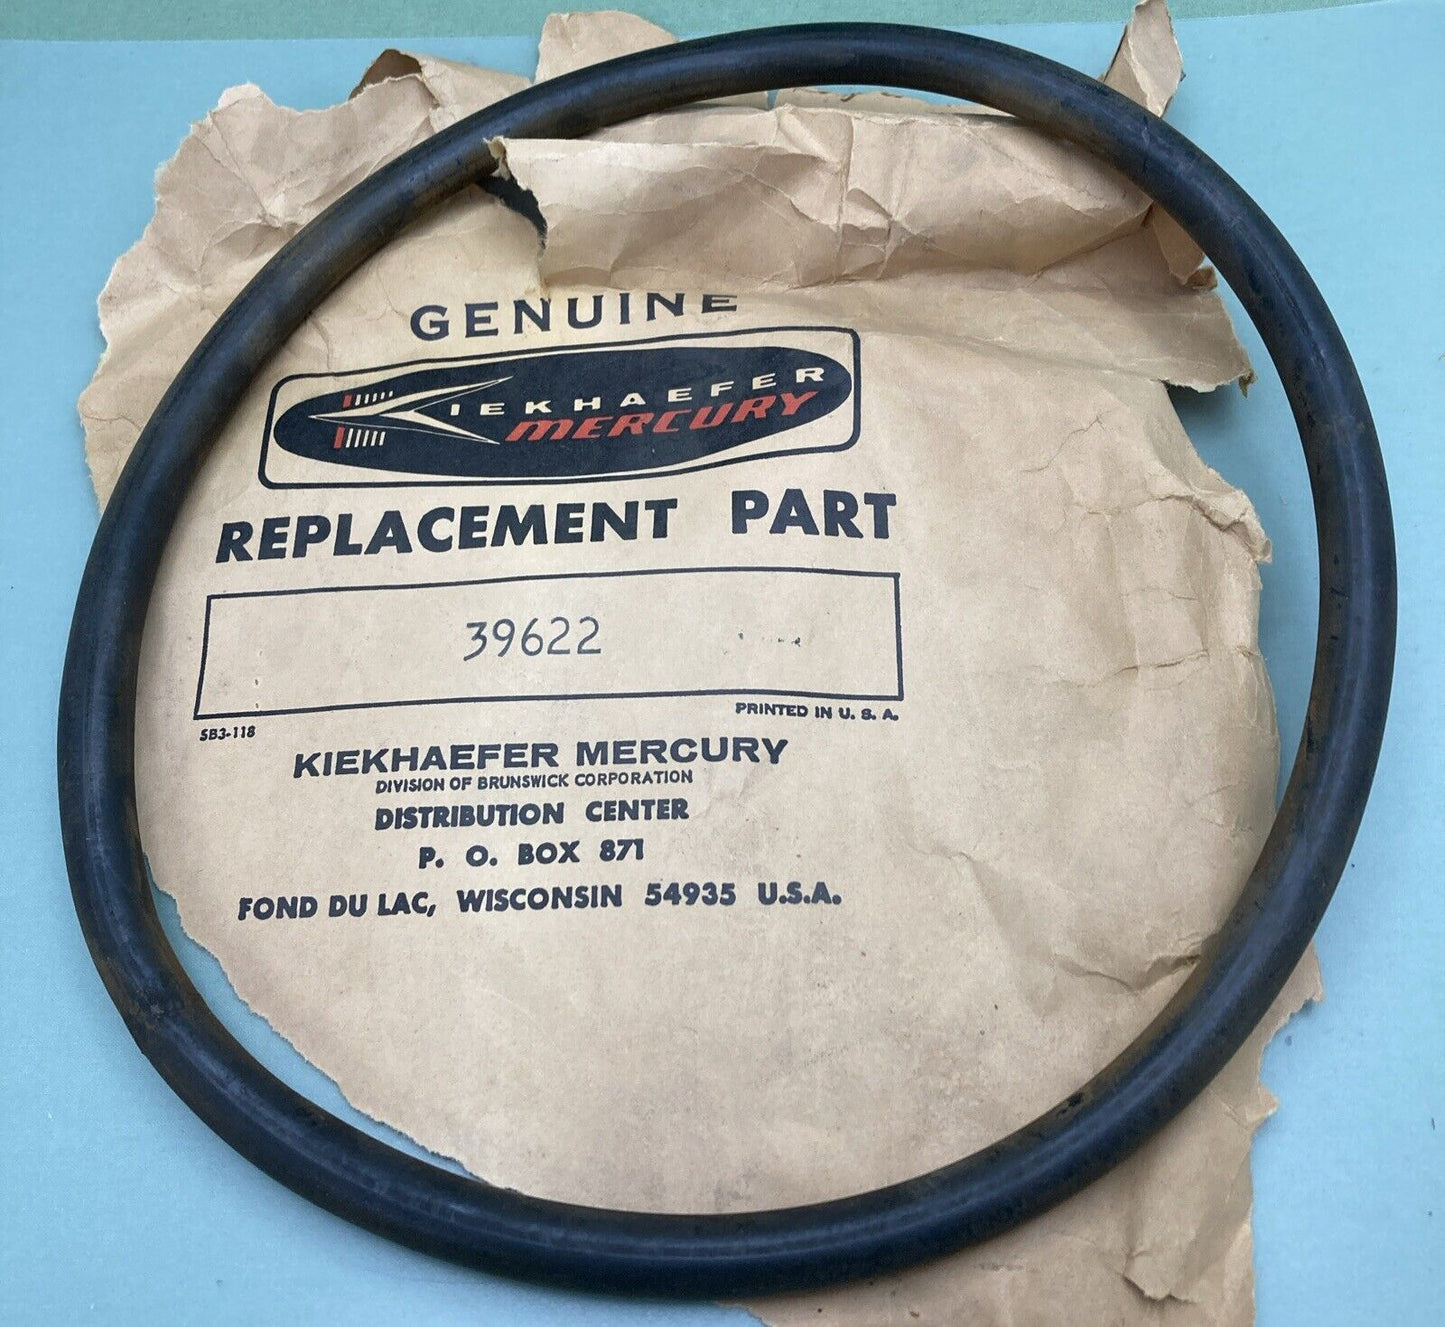 GENUINE
KIEKHAEFER
MERCURY
REPLACEMENT PART
39622
SB3-118
PRINTED IN U. S. A.
KIEKHAEFER MERCURY
DIVISION OF BRUNSWICK CORPORATION
DISTRIBUTION CENTER
P. O. BOX 871
FOND DU LAC, WISCONSIN 54935 U.S.A.